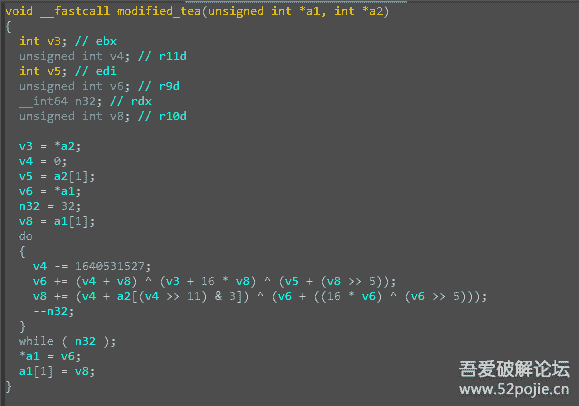 void __fastcall modified_tea(unsigned int *a1, int *a2)
{
  int v3; // ebx
  unsigned int v4; // r11d
  int v5; // edi
  unsigned int v6; // r9d
  __int64 n32; // rdx
  unsigned int v8; // r10d

  v3 = *a2;
  v4 = 0;
  v5 = a2[1];
  v6 = *a1;
  n32 = 32;
  v8 = a1[1];
  do
  {
    v4 -= 1640531527;
    v6 += (v4 + v8) ^ (v3 + 16 * v8) ^ (v5 + (v8 >> 5));
    v8 += (v4 + a2[(v4 >> 11) & 3]) ^ (v6 + ((16 * v6) ^ (v6 >> 5)));
    --n32;
  }
  while ( n32 );
  *a1 = v6;
  a1[1] = v8;
}
吾爱破解论坛
www.52pojie.cn